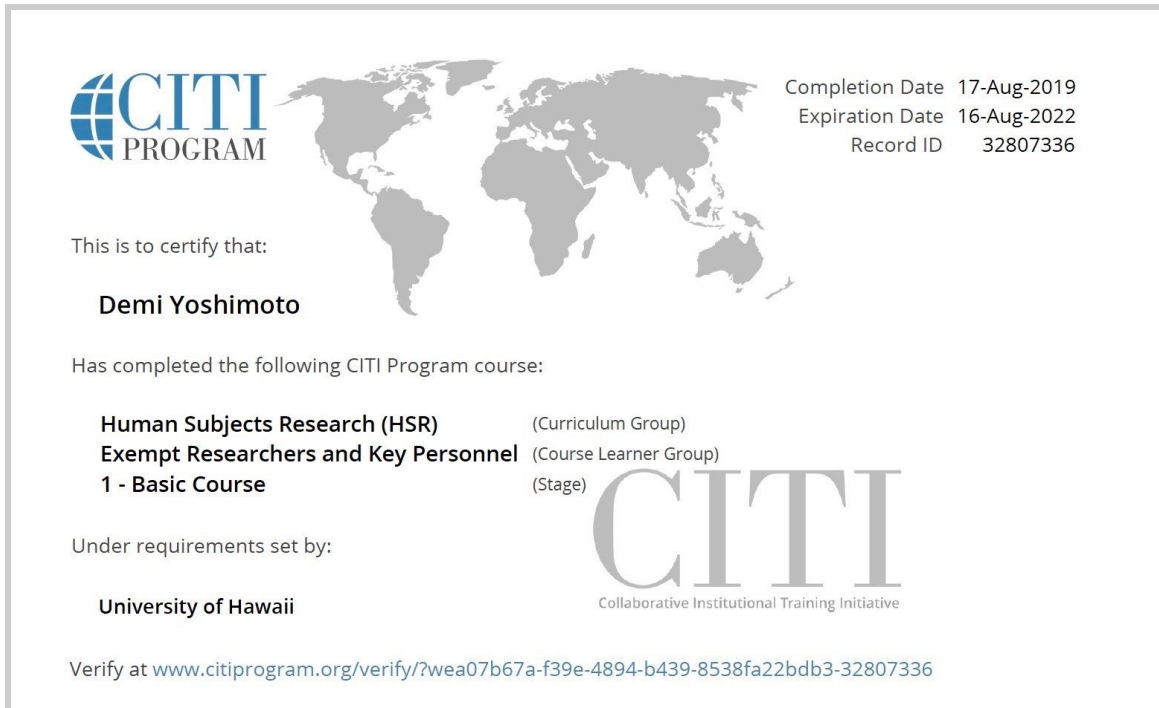 CITI
PROGRAM
Completion Date 17-Aug-2019
Expiration Date 16-Aug-2022
Record ID 32807336
This is to certify that:
Demi Yoshimoto
Has completed the following CITI Program course:
Human Subjects Research (HSR) (Curriculum Group)
Exempt Researchers and Key Personnel (Course Learner Group)
1 - Basic Course (Stage)
Under requirements set by:
University of Hawaii
CITI
Collaborative Institutional Training Initiative
Verify at www.citiprogram.org/verify/?wea07b67a-f39e-4894-b439-8538fa22bdb3-32807336